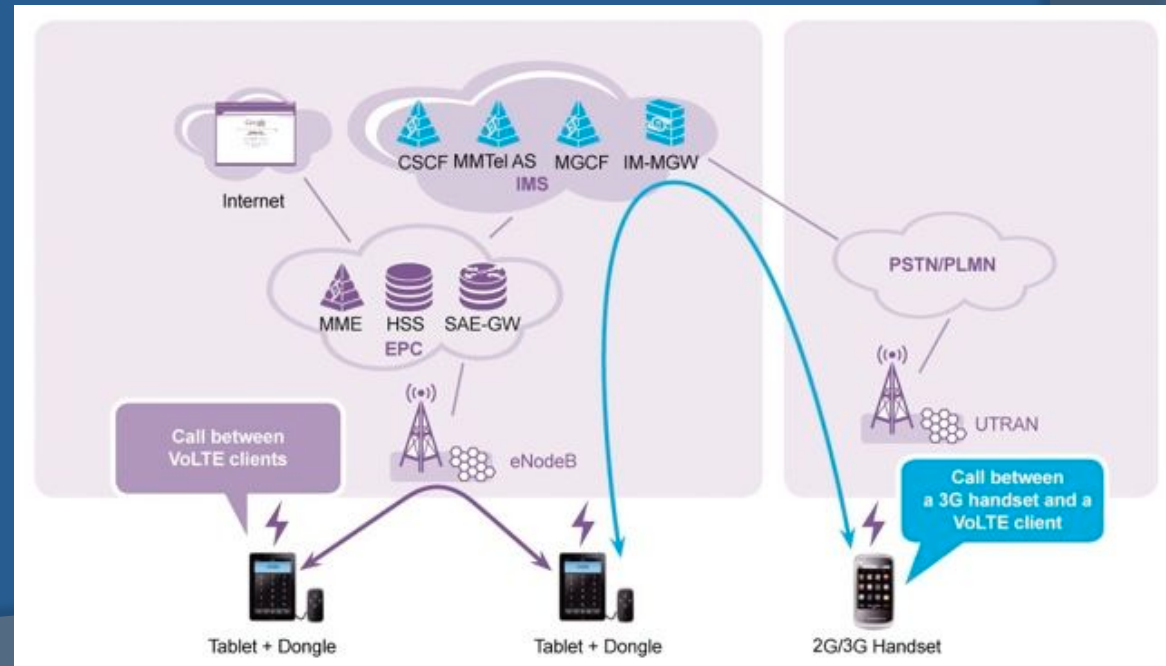 Internet
CSCF MMTel AS MGCF IM-MGW
IMS
PSTN/PLMN
MME HSS SAE-GW
EPC
UTRAN
eNodeB
Call between
VoLTE clients
Call between
a 3G handset and a
VoLTE client
Tablet + Dongle
Tablet + Dongle
2G/3G Handset